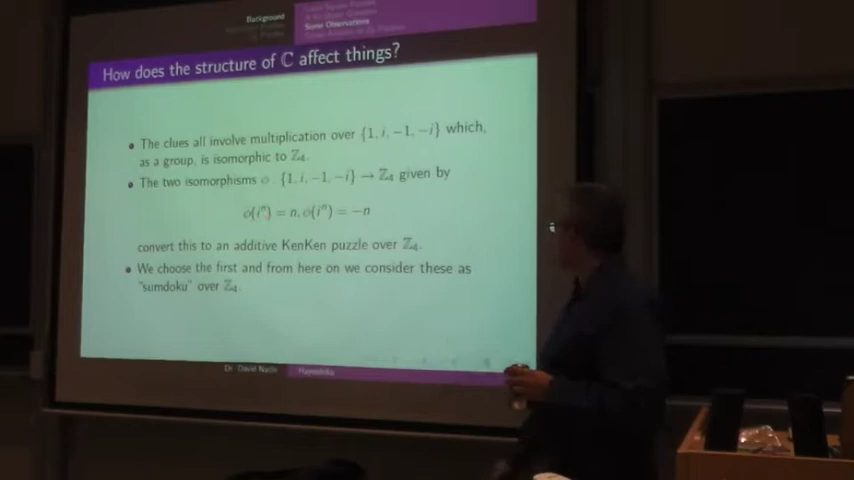 Background
Some Observations
How does the structure of ℂ affect things?
• The clues all involve multiplication over {1, i, −1, −i} which,
as a group, is isomorphic to ℤ₄.
• The two isomorphisms ϕ : {1, i, −1, −i} → ℤ₄ given by
ϕ(iⁿ) = n, ϕ(iⁿ) = −n
convert this to an additive KenKen puzzle over ℤ₄.
• We choose the first and from here on we consider these as
"sumdoku" over ℤ₄.
Dr. David Nacin